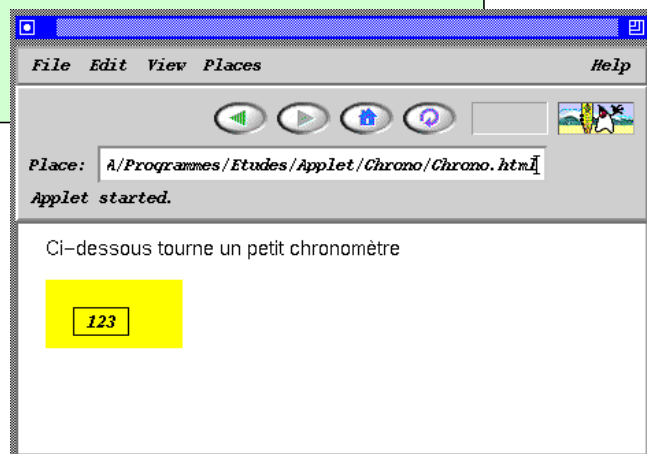 File Edit View Places Help
Place: A/Programmes/Etudes/Applet/Chrono/Chrono.html
Applet started.
Ci-dessous tourne un petit chronomètre
123